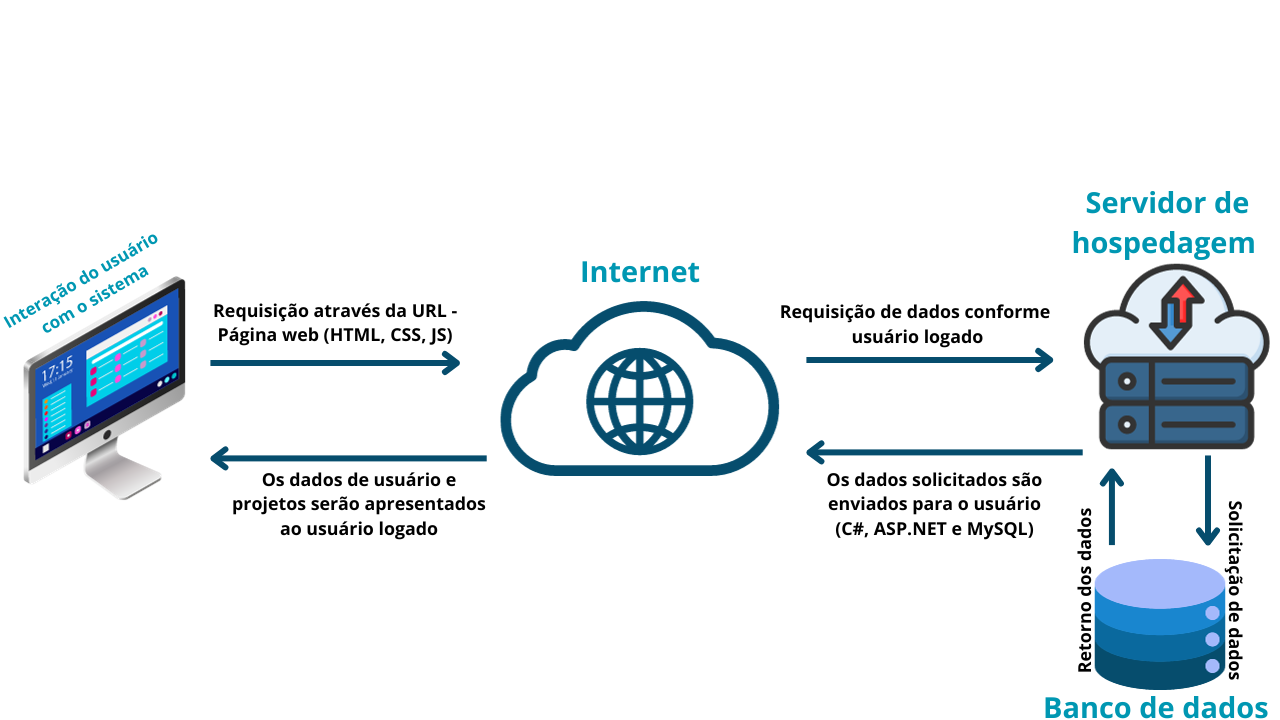 Interação do usuário
com o sistema
17:15
Requisição através da URL -
Página web (HTML, CSS, JS)
Os dados de usuário e
projetos serão apresentados
ao usuário logado
Internet
Requisição de dados conforme
usuário logado
Os dados solicitados são
enviados para o usuário
(C#, ASP.NET e MySQL)
Servidor de
hospedagem
Retorno dos dados
Solicitação de dados
Banco de dados